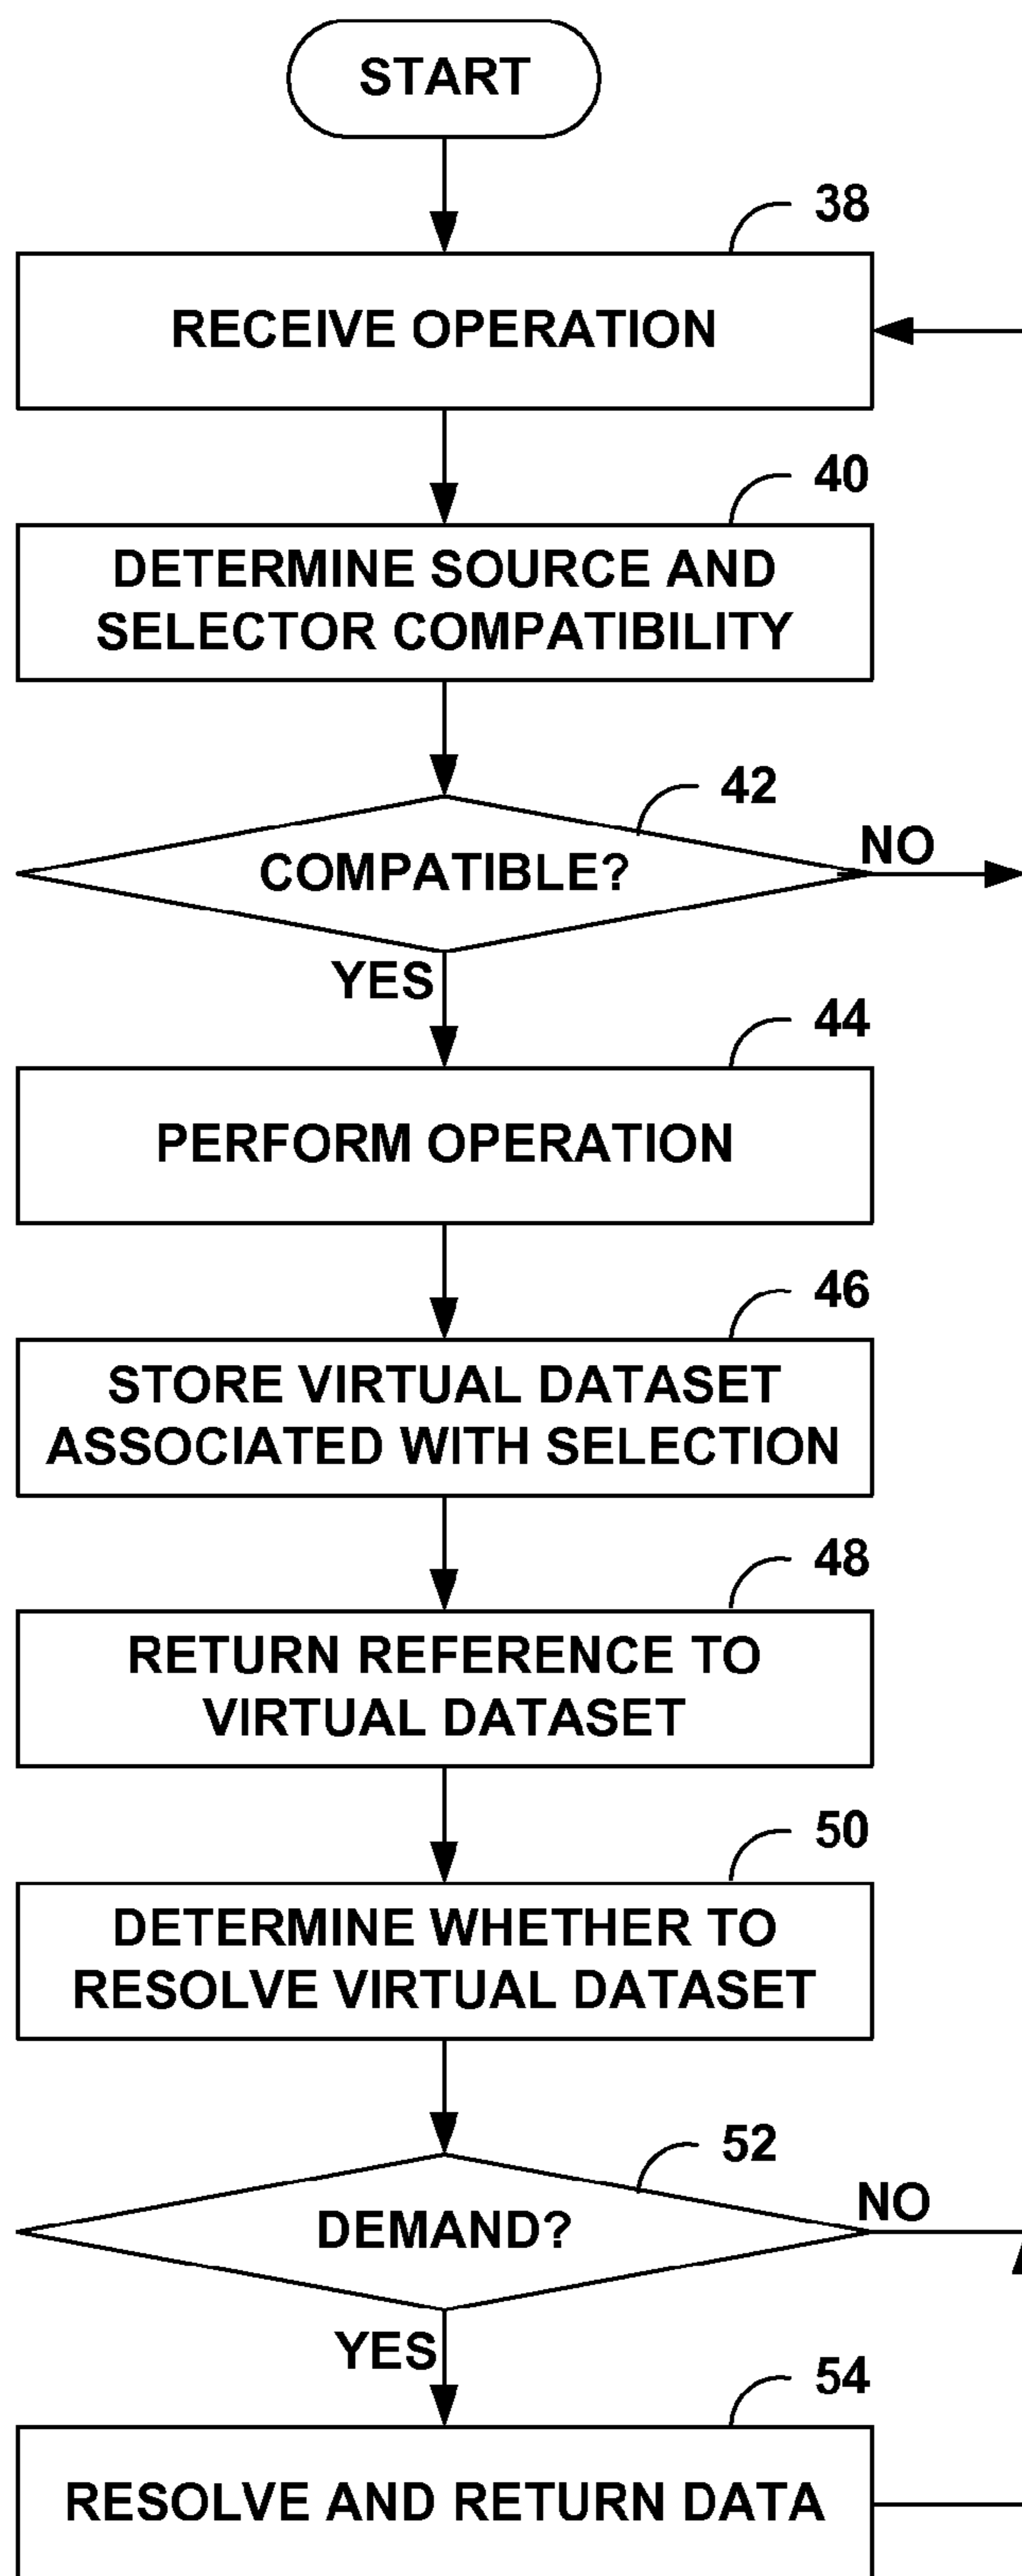 START
38
RECEIVE OPERATION
40
DETERMINE SOURCE AND
SELECTOR COMPATIBILITY
42
COMPATIBLE?
NO
YES
44
PERFORM OPERATION
46
STORE VIRTUAL DATASET
ASSOCIATED WITH SELECTION
48
RETURN REFERENCE TO
VIRTUAL DATASET
50
DETERMINE WHETHER TO
RESOLVE VIRTUAL DATASET
52
DEMAND?
NO
YES
54
RESOLVE AND RETURN DATA